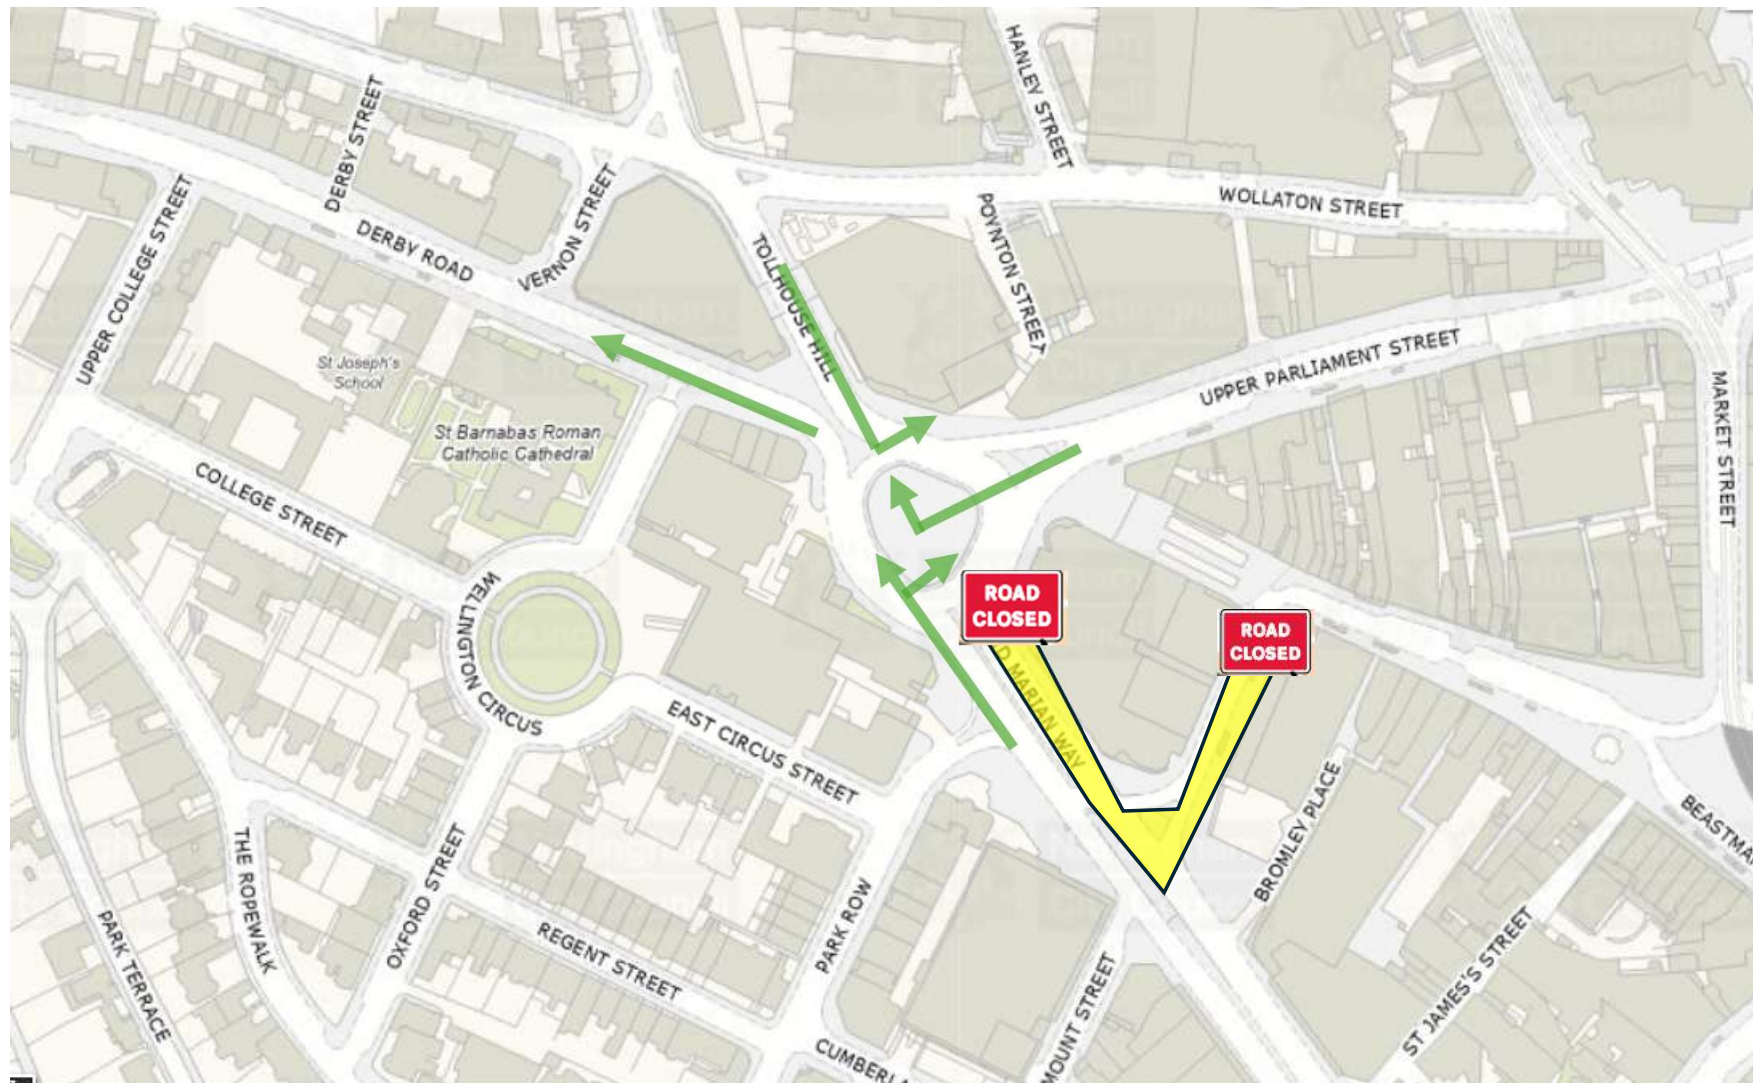 HANLEY STREET
DERBY STREET
WOLLATON STREET
UPPER COLLEGE STREET
VERNON STREET
POYNTON STREET
DERBY ROAD
TOLLHOUSE HILL
UPPER PARLIAMENT STREET
St Joseph's
School
MARKET STREET
St Barnabas Roman
Catholic Cathedral
COLLEGE STREET
WELLINGTON CIRCUS
ROAD
CLOSED
ROAD
CLOSED
D MARIAN WAY
EAST CIRCUS STREET
BROMLEY PLACE
BEASTMA
THE ROPEWALK
OXFORD STREET
PARK ROW
PARK TERRACE
REGENT STREET
ST JAMES'S STREET
MOUNT STREET
CUMBERLA